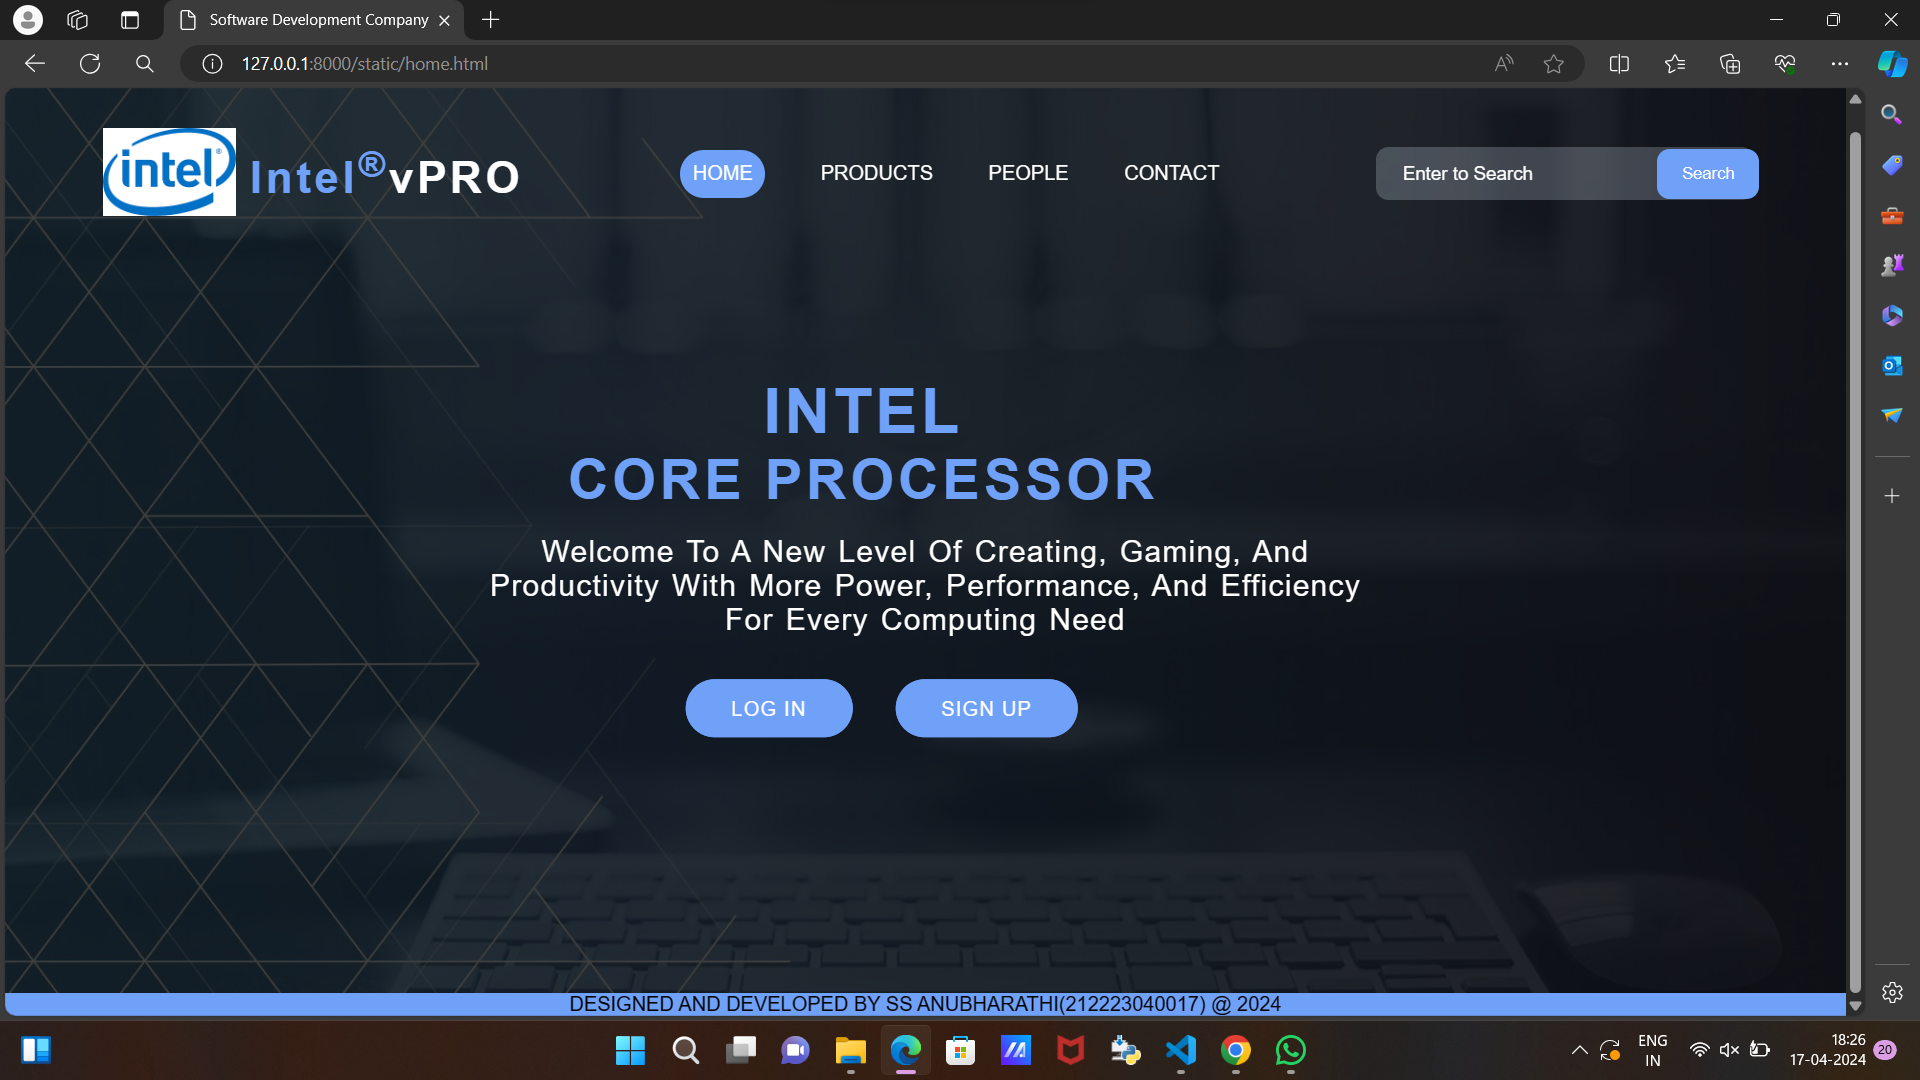 Software Development Company
127.0.0.1:8000/static/home.html
intel®
Intel®vPRO
HOME
PRODUCTS
PEOPLE
CONTACT
Enter to Search
Search
INTEL
CORE PROCESSOR
Welcome To A New Level Of Creating, Gaming, And
Productivity With More Power, Performance, And Efficiency
For Every Computing Need
LOG IN
SIGN UP
DESIGNED AND DEVELOPED BY SS ANUBHARATHI(212223040017) @ 2024
ENG
IN
18:26
17-04-2024
20